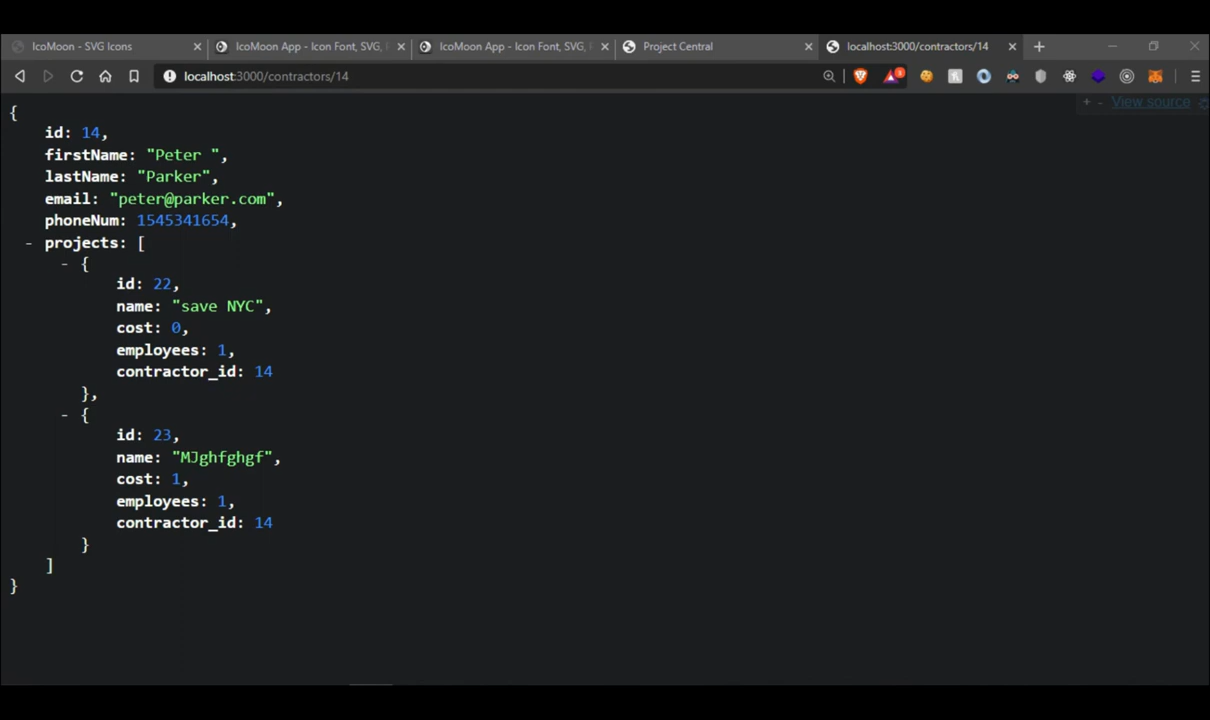 IcoMoon - SVG Icons
IcoMoon App - Icon Font, SVG,
IcoMoon App - Icon Font, SVG,
Project Central
localhost:3000/contractors/14
localhost:3000/contractors/14
+ - View source
{
id: 14,
firstName: "Peter ",
lastName: "Parker",
email: "peter@parker.com",
phoneNum: 1545341654,
- projects: [
- {
id: 22,
name: "save NYC",
cost: 0,
employees: 1,
contractor_id: 14
},
- {
id: 23,
name: "MJghfghgf",
cost: 1,
employees: 1,
contractor_id: 14
}
]
}